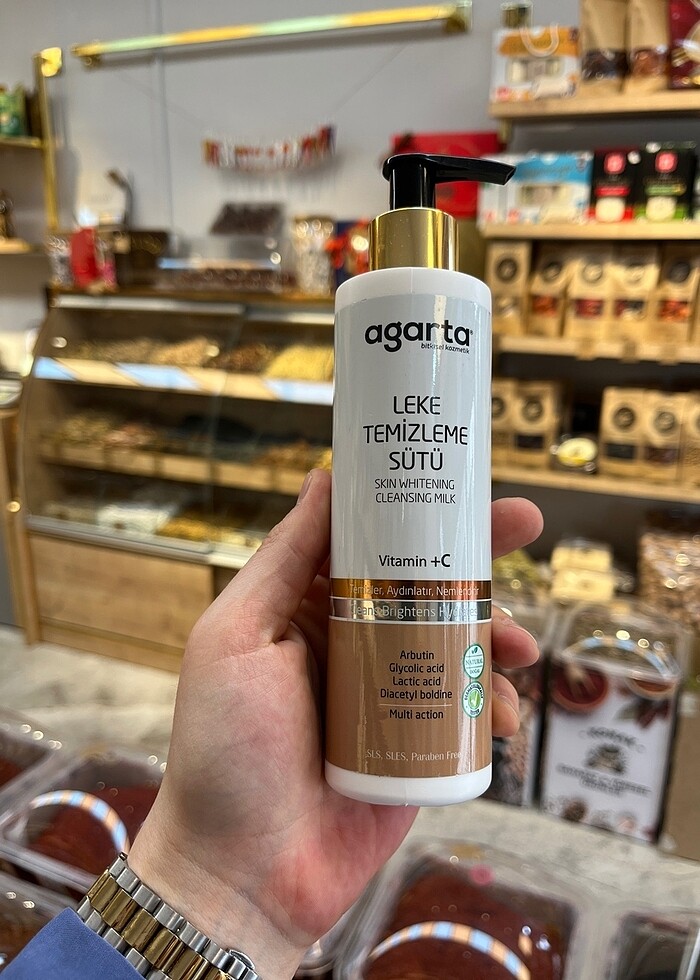 agarta
bitkisel kozmetik
LEKE
TEMİZLEME
SÜTÜ
SKIN WHITENING
CLEANSING MILK
Vitamin +C
Temizler, Aydınlatır, Nemlendirir
Cleans Brightens Hydrates
Arbutin
Glycolic acid
Lactic acid
Diacetyl boldine
Multi action
NATURAL
SLS, SLES, Paraben Free